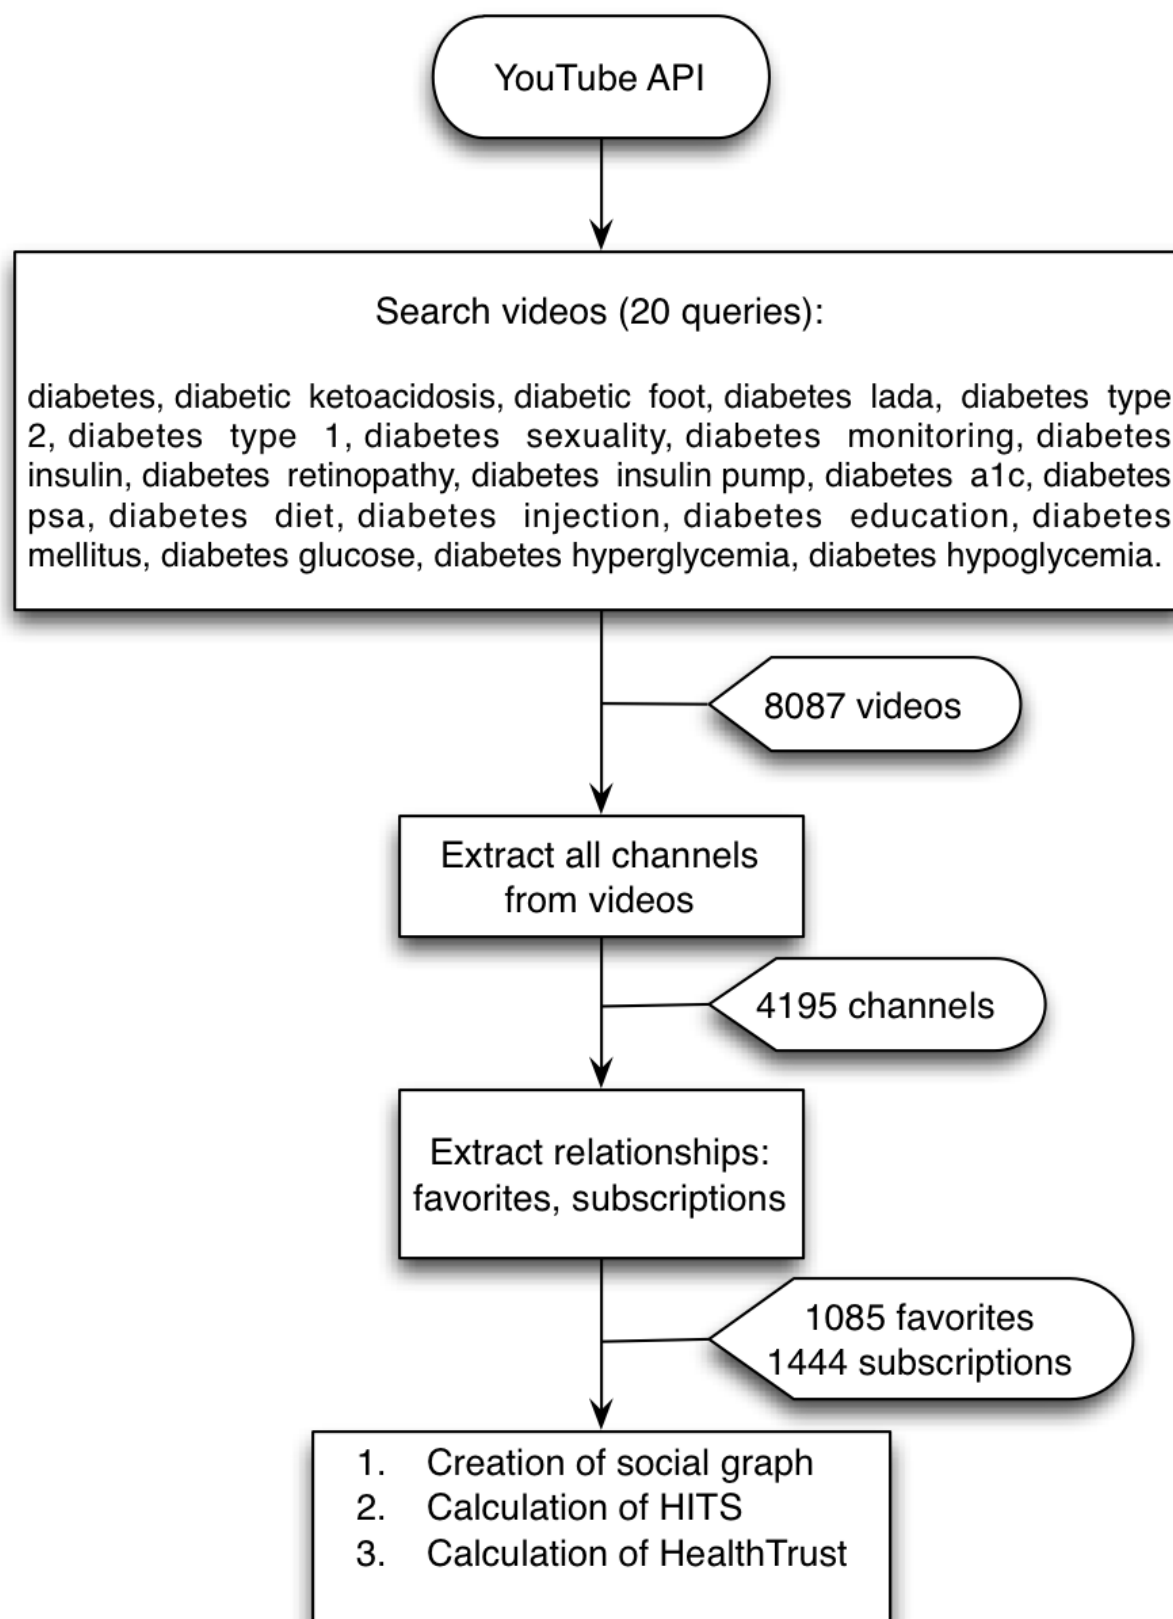 YouTube API
Search videos (20 queries):
diabetes, diabetic ketoacidosis, diabetic foot, diabetes lada, diabetes type
2, diabetes type 1, diabetes sexuality, diabetes monitoring, diabetes
insulin, diabetes retinopathy, diabetes insulin pump, diabetes a1c, diabetes
psa, diabetes diet, diabetes injection, diabetes education, diabetes
mellitus, diabetes glucose, diabetes hyperglycemia, diabetes hypoglycemia.
8087 videos
Extract all channels
from videos
4195 channels
Extract relationships:
favorites, subscriptions
1085 favorites
1444 subscriptions
1. Creation of social graph
2. Calculation of HITS
3. Calculation of HealthTrust